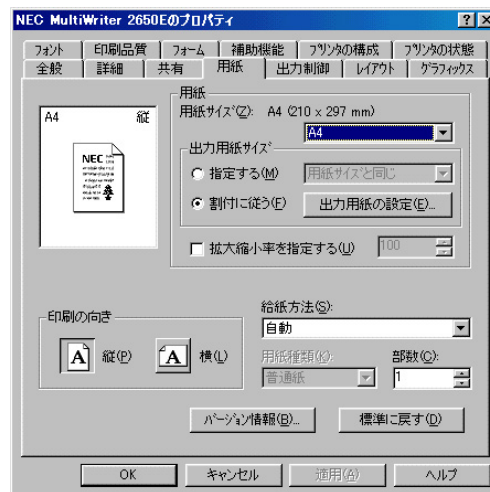 NEC MultiWriter 2650Eのプロパティ
フォント 印刷品質 フォーム 補助機能 プリンタの構成 プリンタの状態
全般 詳細 共有 用紙 出力制御 レイアウト グラフィックス
A4 縦
NEC
用紙
用紙サイズ(Z): A4 (210 x 297 mm)
A4
出力用紙サイズ
指定する(M) 用紙サイズと同じ
割付に従う(F) 出力用紙の設定(E)...
拡大縮小率を指定する(U) 100
印刷の向き
縦(P) 横(L)
A A
給紙方法(S):
自動
用紙種類(K): 部数(C):
普通紙 1
バージョン情報(B)... 標準に戻す(D)
OK キャンセル 適用(A) ヘルプ